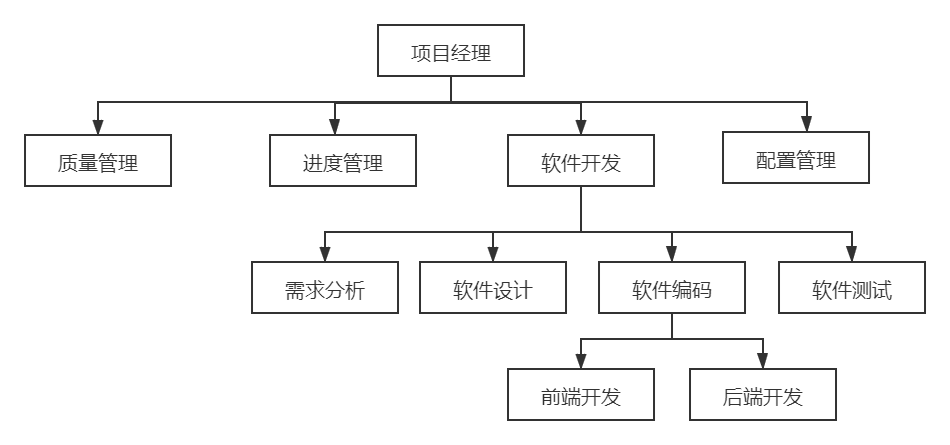 项目经理
质量管理
进度管理
软件开发
配置管理
需求分析
软件设计
软件编码
软件测试
前端开发
后端开发